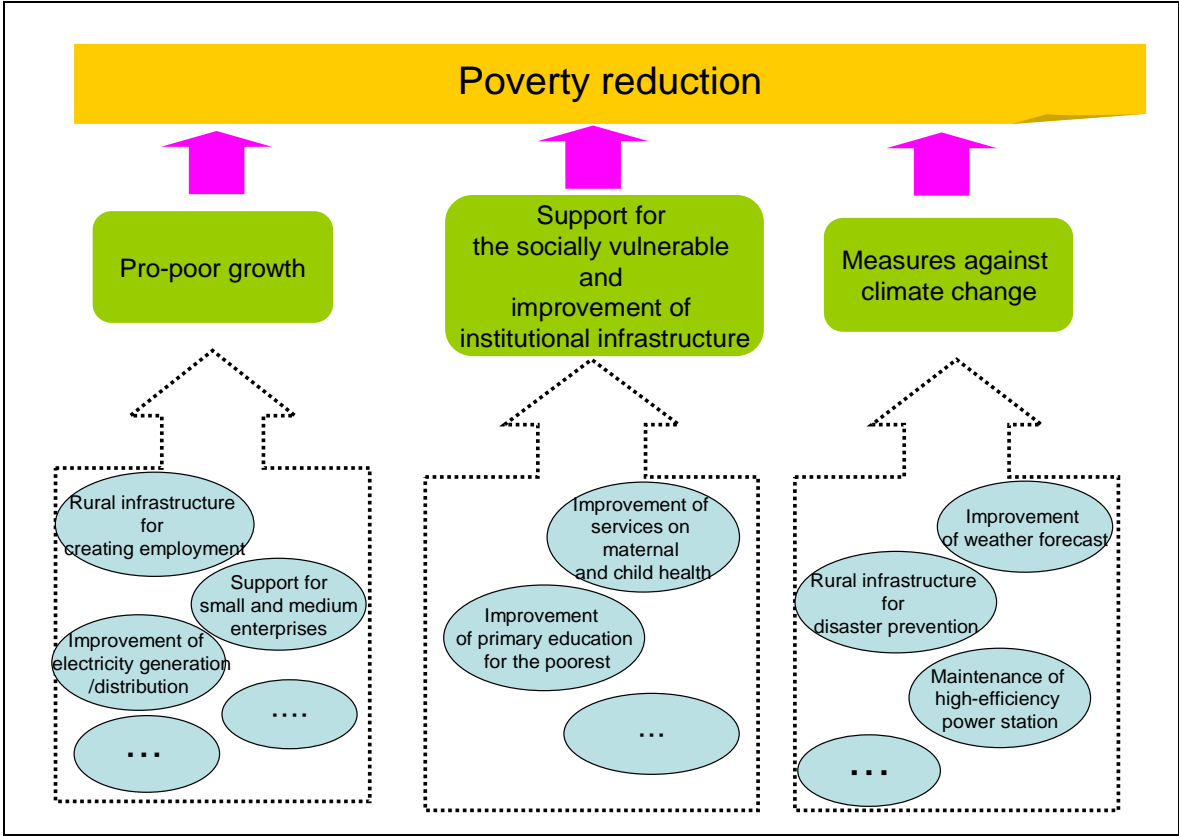 Poverty reduction
Pro-poor growth
Support for
the socially vulnerable
and
improvement of
institutional infrastructure
Measures against
climate change
Rural infrastructure
for
creating employment
Support for
small and medium
enterprises
Improvement of
electricity generation
/distribution
....
...
Improvement of
services on
maternal
and child health
Improvement
of primary education
for the poorest
...
Improvement
of weather forecast
Rural infrastructure
for
disaster prevention
Maintenance of
high-efficiency
power station
...